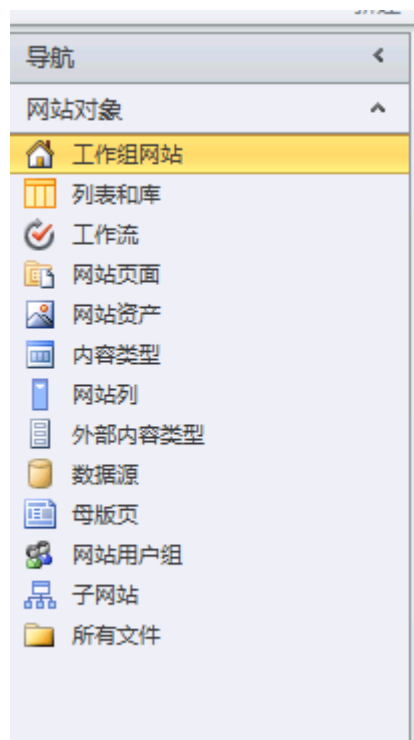 导航
网站对象
工作组网站
列表和库
工作流
网站页面
网站资产
内容类型
网站列
外部内容类型
数据源
母版页
网站用户组
子网站
所有文件